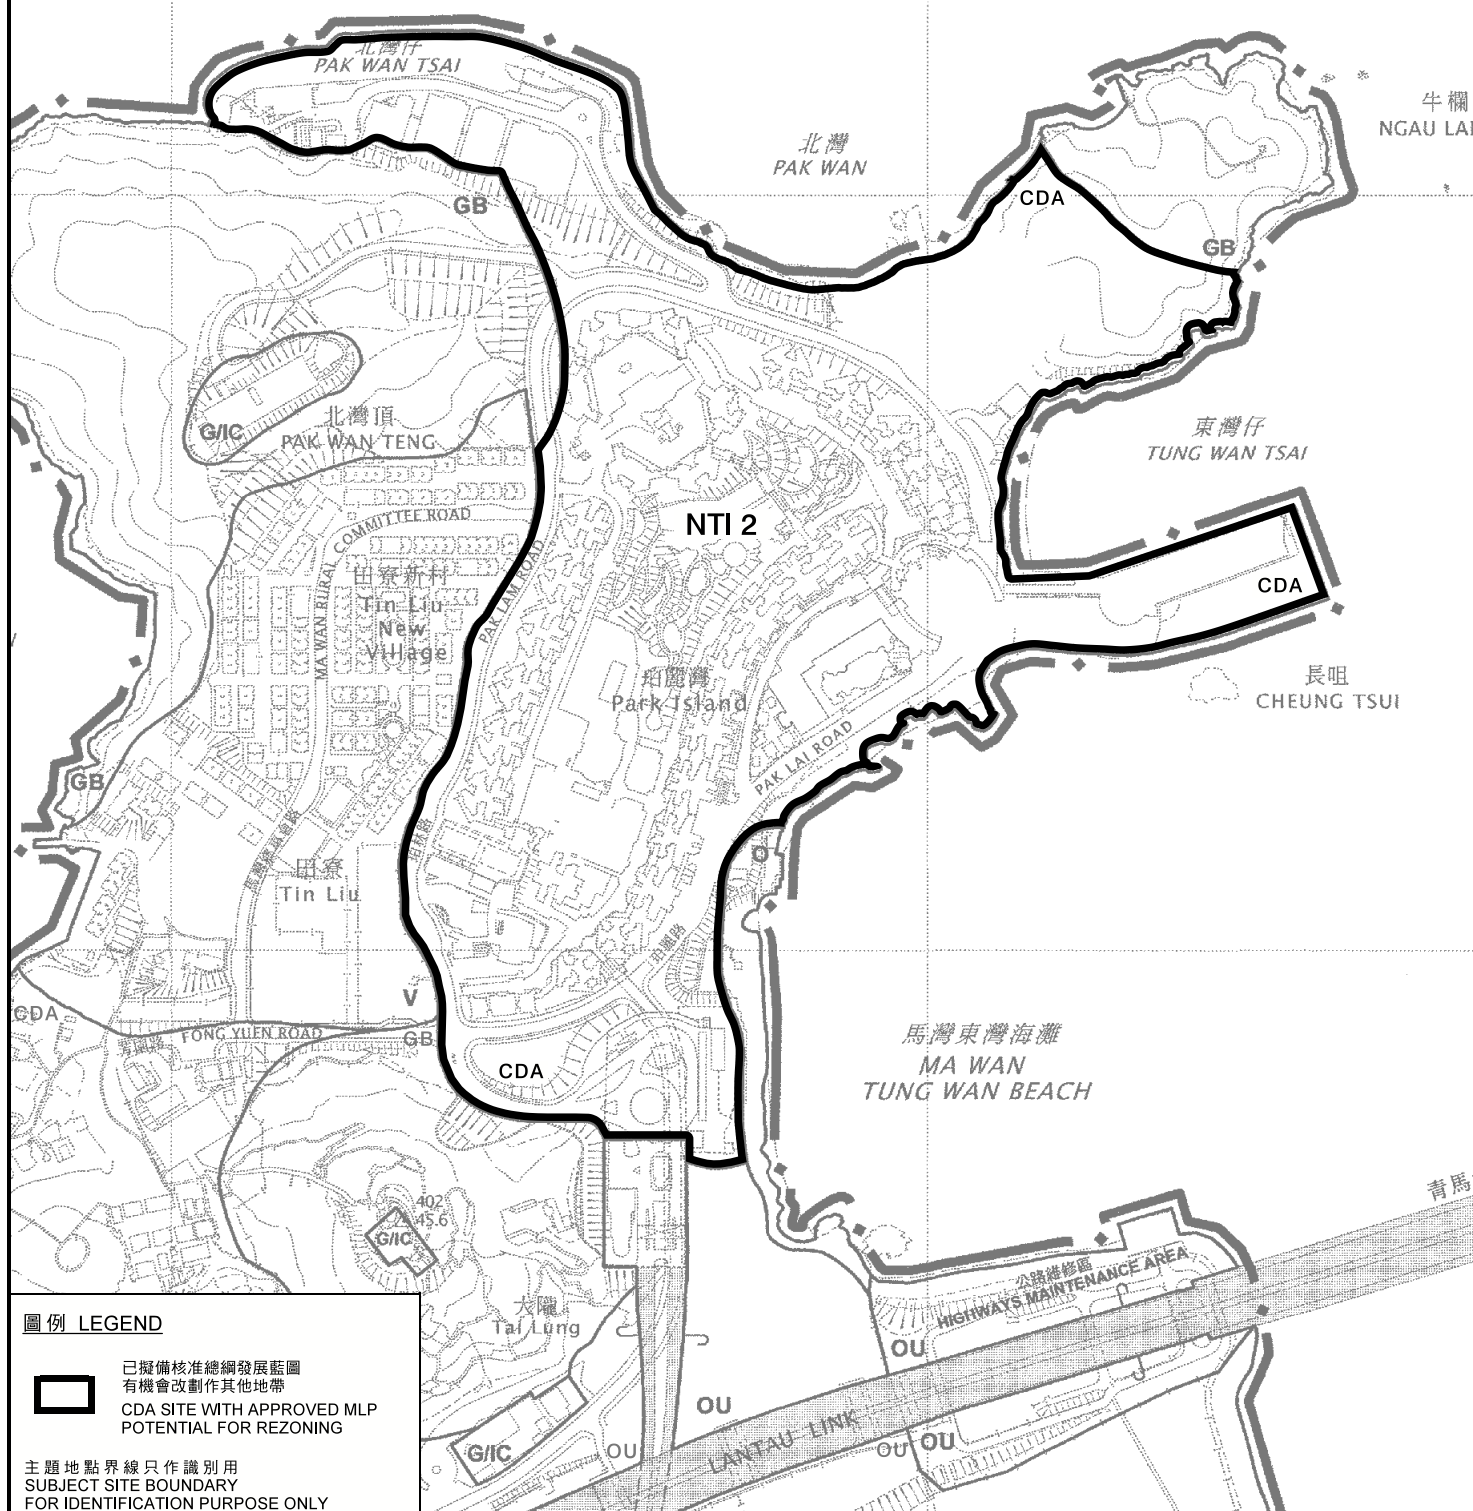 北灣仔
PAK WAN TSAI
牛欄
北灣
PAK WAN
CDA
GB
GB
北灣頂
PAK WAN TENG
G/IC
東灣仔
TUNG WAN TSAI
NTI 2
MA WAN RURAL COMMITTEE ROAD
PAK LAM ROAD
田寮新村
Tin Liu
New
Village
CDA
珀麗灣
Park Island
長咀
CHEUNG TSUI
PAK LAI ROAD
GB
O
田寮
Tin Liu
V
CDA
FONG YUEN ROAD
GB
CDA
馬灣東灣海灘
MA WAN
TUNG WAN BEACH
402
45.6
G/IC
青馬
公路維修區
HIGHWAYS MAINTENANCE AREA
大隴
Tai Lung
OU
OU
OU
OU
OU
G/IC
LANTAU LINK
圖例 LEGEND
已擬備核准總綱發展藍圖
有機會改劃作其他地帶
CDA SITE WITH APPROVED MLP
POTENTIAL FOR REZONING
主題地點界線只作識別用
SUBJECT SITE BOUNDARY
FOR IDENTIFICATION PURPOSE ONLY